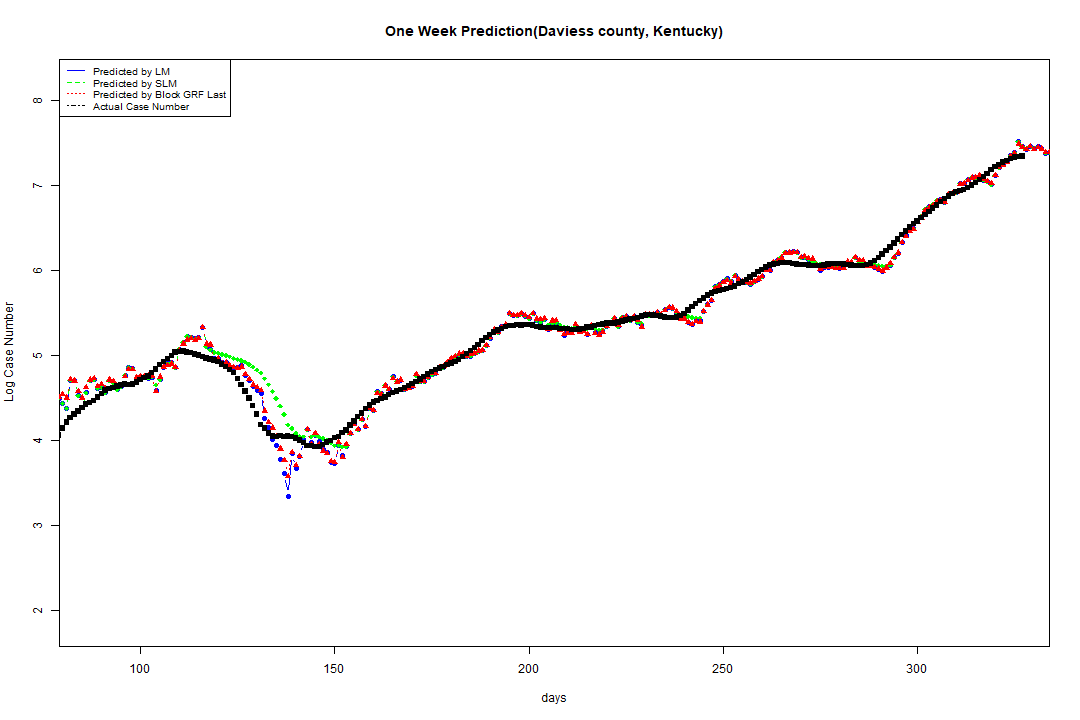 One Week Prediction(Daviess county, Kentucky)
Predicted by LM
Predicted by SLM
Predicted by Block GRF Last
Actual Case Number
8
7
6
5
4
3
2
Log Case Number
100 150 200 250 300
days